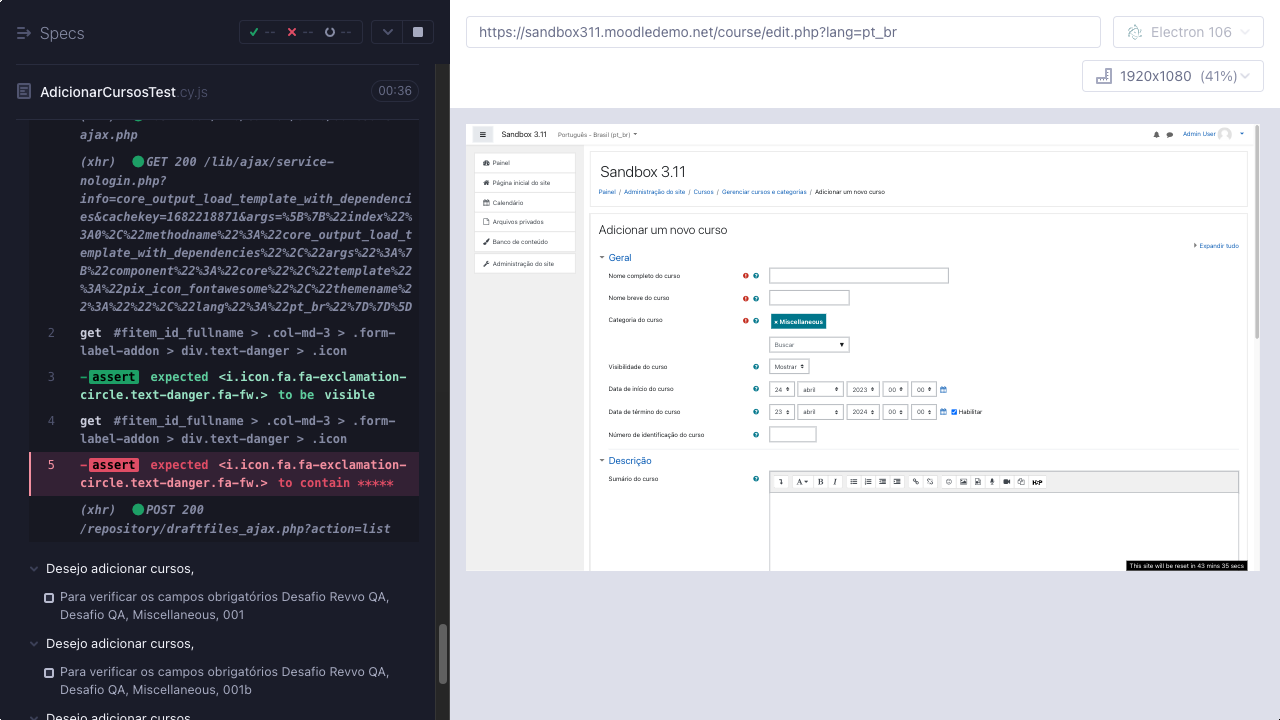 Specs
--
--
--
AdicionarCursosTest.cy.js
00:36
ajax.php
(xhr) GET 200 /lib/ajax/service-
nologin.php?
info=core_output_load_template_with_dependenci
es&cachekey=1682218871&args=%5B%7B%22index%22%
3A0%2C%22methodname%22%3A%22core_output_load_t
emplate_with_dependencies%22%2C%22args%22%3A%7
B%22component%22%3A%22core%22%2C%22template%22
%3A%22pix_icon_fontawesome%22%2C%22themename%2
2%3A%22%22%2C%22lang%22%3A%22pt_br%22%7D%7D%5D
2 get #fitem_id_fullname > .col-md-3 > .form-
label-addon > div.text-danger > .icon
3 -assert expected <i.icon.fa.fa-exclamation-
circle.text-danger.fa-fw.> to be visible
4 get #fitem_id_fullname > .col-md-3 > .form-
label-addon > div.text-danger > .icon
5 -assert expected <i.icon.fa.fa-exclamation-
circle.text-danger.fa-fw.> to contain *****
(xhr) POST 200
/repository/draftfiles_ajax.php?action=list
Desejo adicionar cursos,
Para verificar os campos obrigatórios Desafio Revvo QA,
Desafio QA, Miscellaneous, 001
Desejo adicionar cursos,
Para verificar os campos obrigatórios Desafio Revvo QA,
Desafio QA, Miscellaneous, 001b
Desejo adicionar cursos
https://sandbox311.moodledemo.net/course/edit.php?lang=pt_br
Electron 106
1920x1080 (41%)
Sandbox 3.11 Português - Brasil (pt_br)
Admin User
Painel
Página inicial do site
Calendário
Arquivos privados
Banco de conteúdo
Administração do site
Sandbox 3.11
Painel / Administração do site / Cursos / Gerenciar cursos e categorias / Adicionar um novo curso
Adicionar um novo curso
Expandir tudo
Geral
Nome completo do curso
Nome breve do curso
Categoria do curso
× Miscellaneous
Buscar
Visibilidade do curso
Mostrar
Data de início do curso
24 abril 2023 00 00
Data de término do curso
23 abril 2024 00 00 Habilitar
Número de identificação do curso
Descrição
Sumário do curso
A B I
H5P
This site will be reset in 43 mins 35 secs